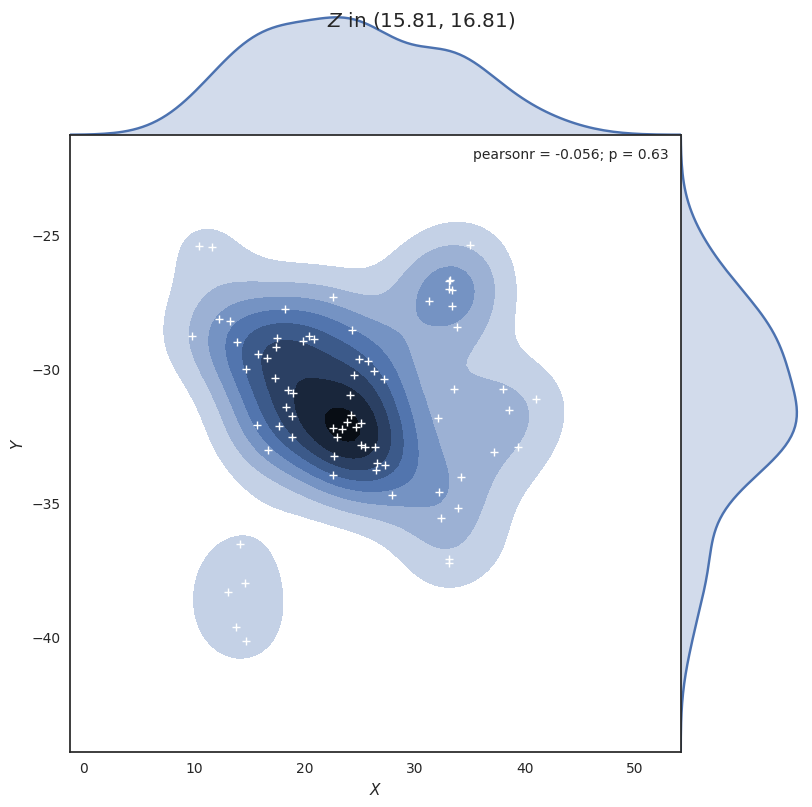 Z in (15.81, 16.81)
pearsonr = -0.056; p = 0.63
−25
−30
−35
−40
Y
0 10 20 30 40 50
X